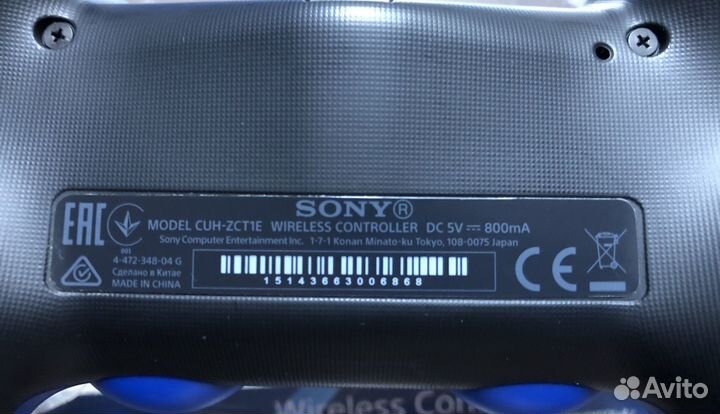 SONY®
EAC
MODEL CUH-ZCT1E WIRELESS CONTROLLER DC 5V ⎓ 800mA
Sony Computer Entertainment Inc. 1-7-1 Konan Minato-ku Tokyo, 108-0075 Japan
001
4-472-348-04 G
Сделано в Китае
MADE IN CHINA
15143663006868
CE
Wireless Con
Avito